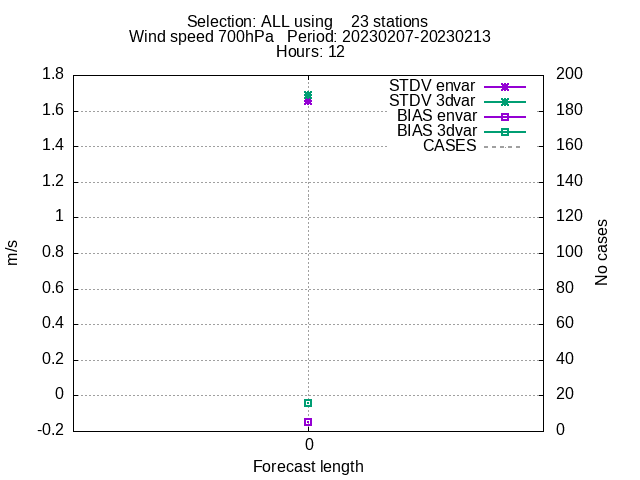 Selection: ALL using    23 stations
Wind speed 700hPa   Period: 20230207-20230213
Hours: 12
1.8
1.6
1.4
1.2
1
0.8
0.6
0.4
0.2
0
-0.2
m/s
STDV envar
STDV 3dvar
BIAS envar
BIAS 3dvar
CASES
200
180
160
140
120
100
80
60
40
20
0
No cases
0
Forecast length